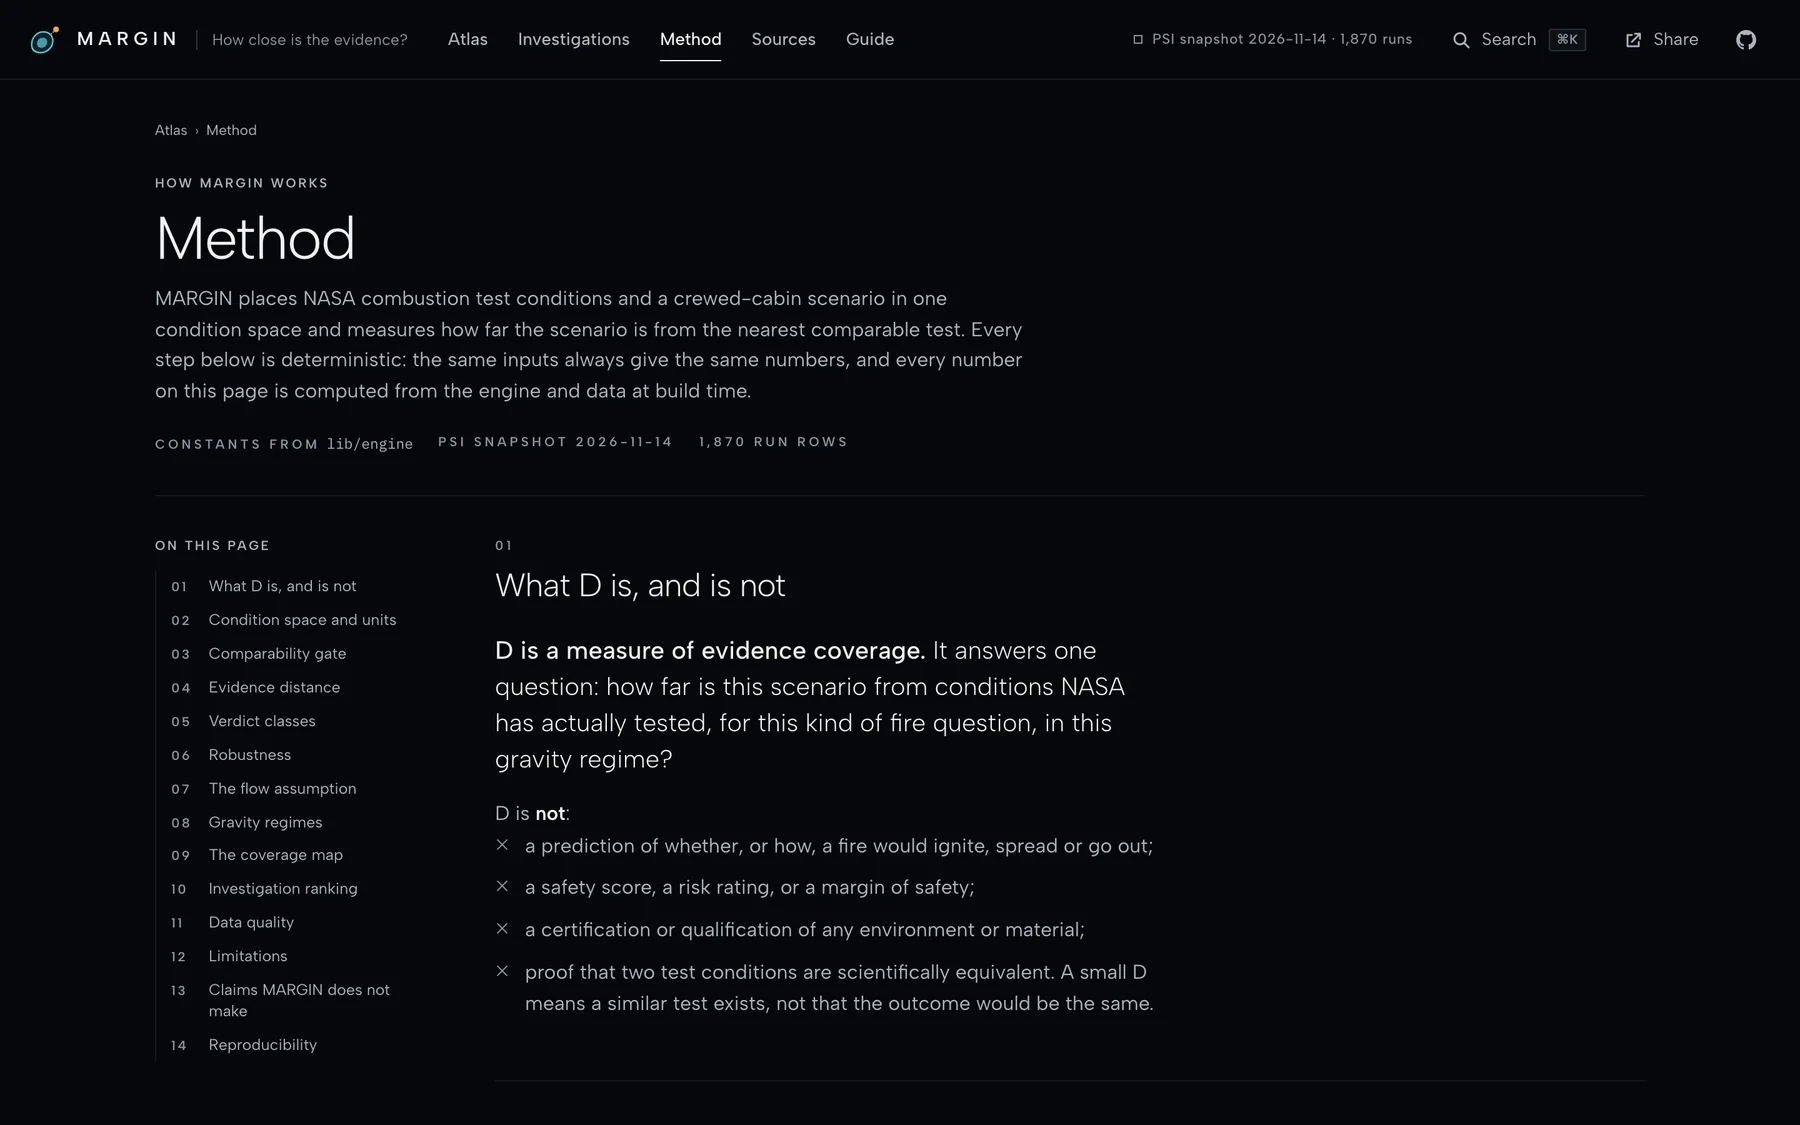 MARGIN
How close is the evidence?
Atlas
Investigations
Method
Sources
Guide
PSI snapshot 2026-11-14 · 1,870 runs
Search
⌘K
Share
Atlas › Method
HOW MARGIN WORKS
Method
MARGIN places NASA combustion test conditions and a crewed-cabin scenario in one
condition space and measures how far the scenario is from the nearest comparable test. Every
step below is deterministic: the same inputs always give the same numbers, and every number
on this page is computed from the engine and data at build time.
CONSTANTS FROM lib/engine
PSI SNAPSHOT 2026-11-14
1,870 RUN ROWS
ON THIS PAGE
01 What D is, and is not
02 Condition space and units
03 Comparability gate
04 Evidence distance
05 Verdict classes
06 Robustness
07 The flow assumption
08 Gravity regimes
09 The coverage map
10 Investigation ranking
11 Data quality
12 Limitations
13 Claims MARGIN does not
make
14 Reproducibility
01
What D is, and is not
D is a measure of evidence coverage. It answers one
question: how far is this scenario from conditions NASA
has actually tested, for this kind of fire question, in this
gravity regime?
D is not:
× a prediction of whether, or how, a fire would ignite, spread or go out;
× a safety score, a risk rating, or a margin of safety;
× a certification or qualification of any environment or material;
× proof that two test conditions are scientifically equivalent. A small D
means a similar test exists, not that the outcome would be the same.